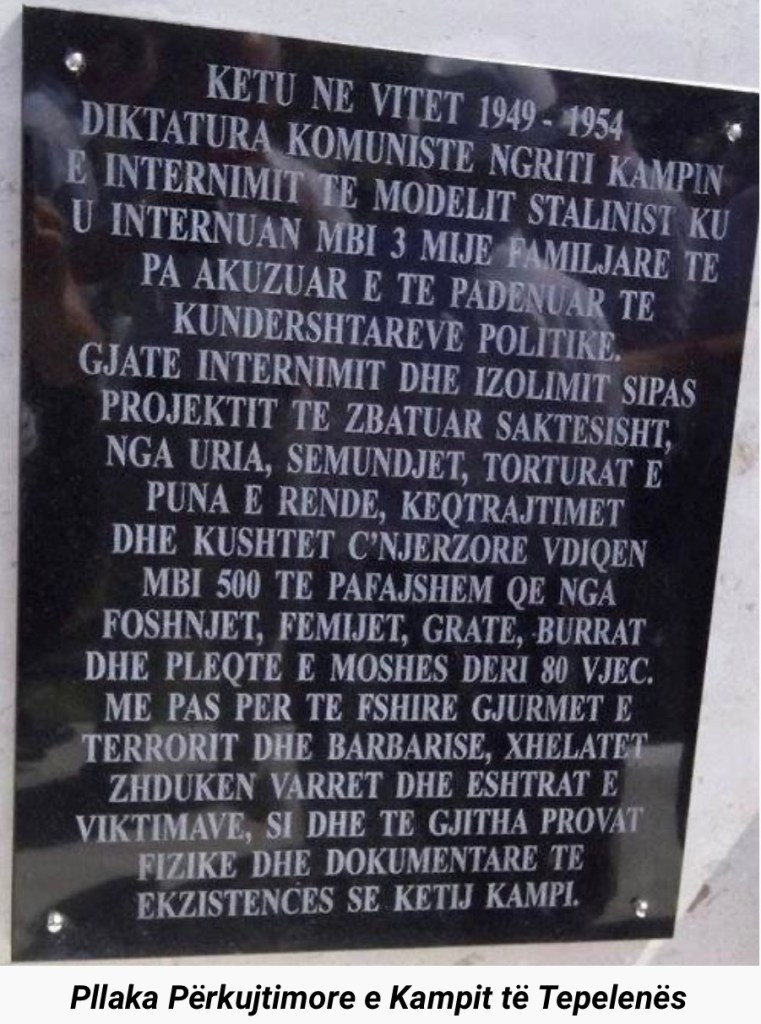 KETU NE VITET 1949 - 1954
DIKTATURA KOMUNISTE NGRITI KAMPIN
E INTERNIMIT TE MODELIT STALINIST KU
U INTERNUAN MBI 3 MIJE FAMILJARE TE
PA AKUZUAR E TE PADENUAR TE
KUNDERSHTAREVE POLITIKE.
GJATE INTERNIMIT DHE IZOLIMIT SIPAS
PROJEKTIT TE ZBATUAR SAKTESISHT,
NGA URIA, SEMUNDJET, TORTURAT E
PUNA E RENDE, KEQTRAJTIMET
DHE KUSHTET C'NJERZORE VDIQEN
MBI 500 TE PAFAJSHEM QE NGA
FOSHNJET, FEMIJET, GRATE, BURRAT
DHE PLEQTE E MOSHES DERI 80 VJEC.
ME PAS PER TE FSHIRE GJURMET E
TERRORIT DHE BARBARISE, XHELATET
ZHDUKEN VARRET DHE ESHTRAT E
VIKTIMAVE, SI DHE TE GJITHA PROVAT
FIZIKE DHE DOKUMENTARE TE
EKZISTENCES SE KETIJ KAMPI.
Pllaka Përkujtimore e Kampit të Tepelenës